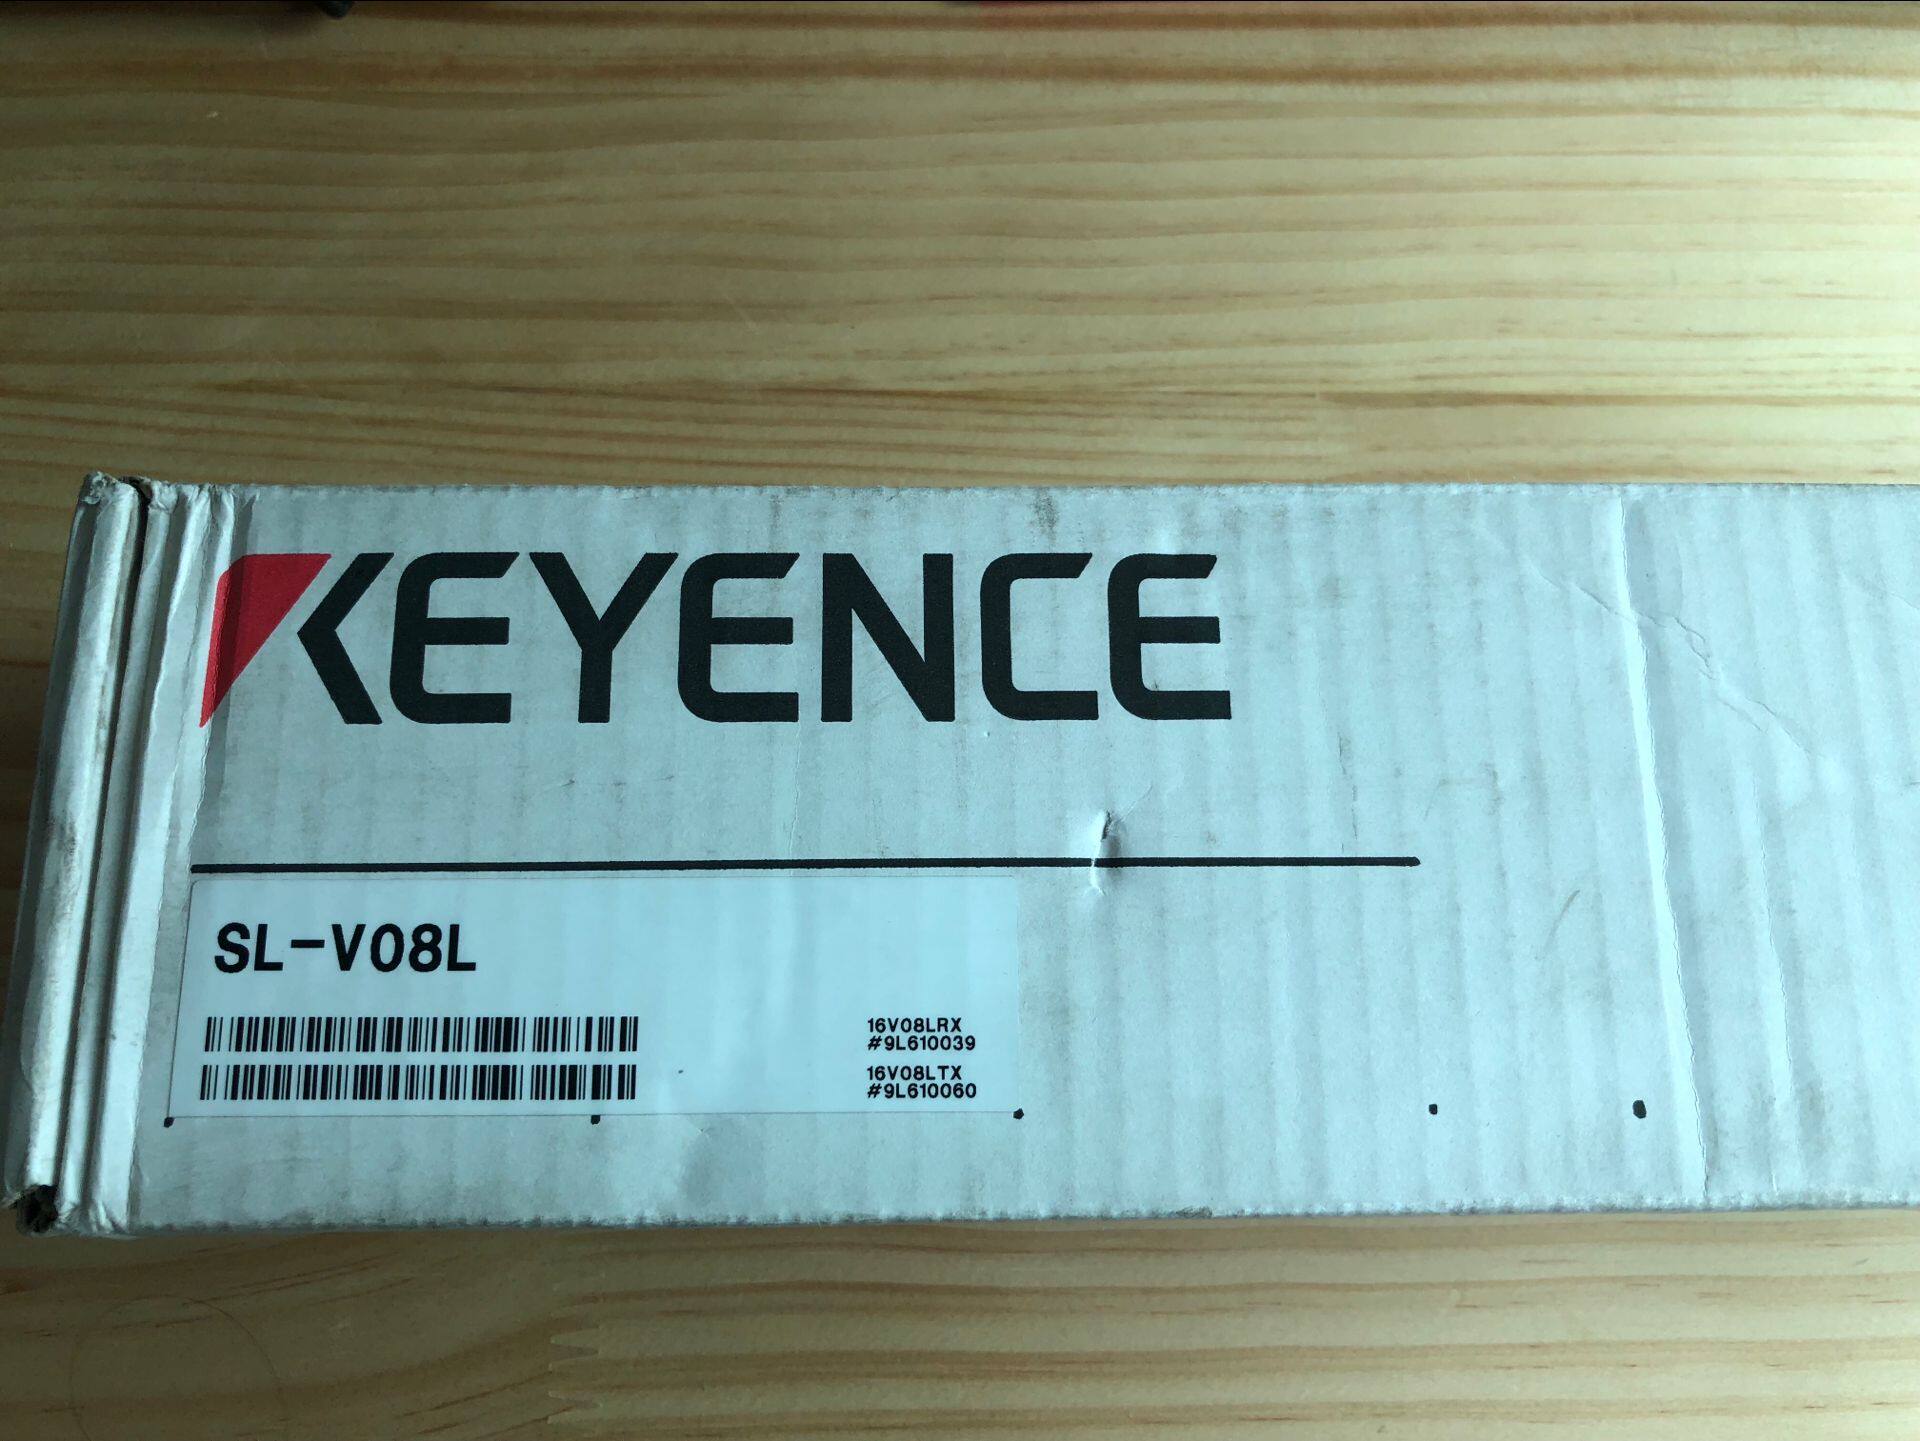 KEYENCE
SL-V08L
16V08LRX
#9L610039
16V08LTX
#9L610060